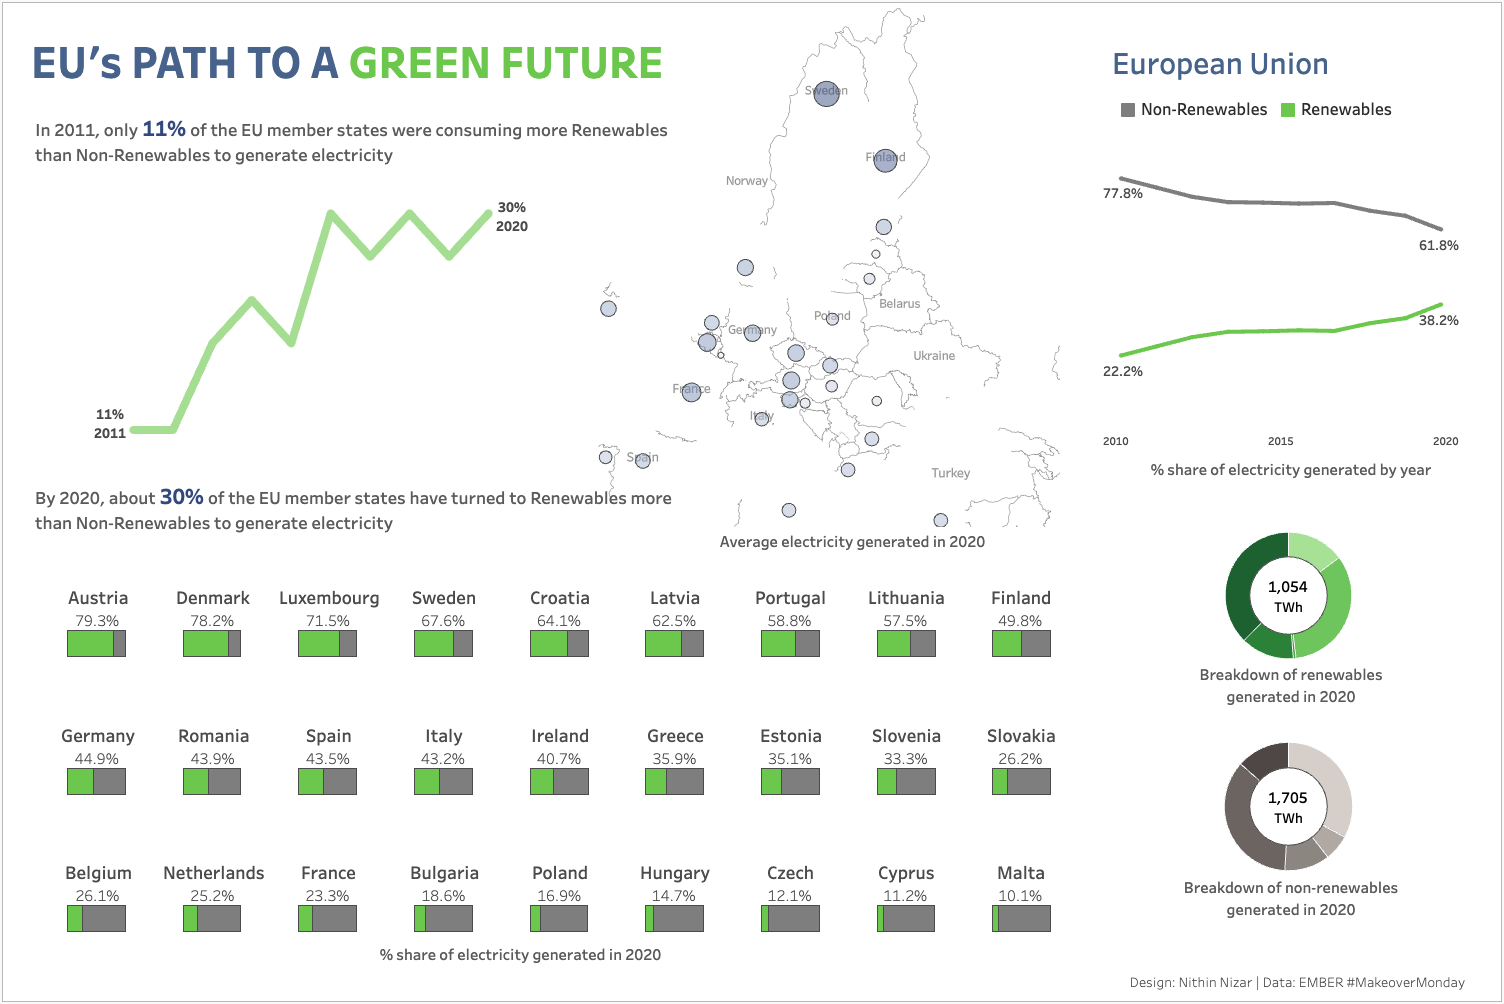 EU's PATH TO A GREEN FUTURE
In 2011, only 11% of the EU member states were consuming more Renewables
than Non-Renewables to generate electricity
30%
2020
11%
2011
By 2020, about 30% of the EU member states have turned to Renewables more
than Non-Renewables to generate electricity
Sweden
Finland
Norway
Belarus
Poland
Germany
Ukraine
France
Italy
Spain
Turkey
Average electricity generated in 2020
European Union
Non-Renewables Renewables
77.8%
61.8%
38.2%
22.2%
2010 2015 2020
% share of electricity generated by year
1,054
TWh
Breakdown of renewables
generated in 2020
1,705
TWh
Breakdown of non-renewables
generated in 2020
Austria Denmark Luxembourg Sweden Croatia Latvia Portugal Lithuania Finland
79.3% 78.2% 71.5% 67.6% 64.1% 62.5% 58.8% 57.5% 49.8%
Germany Romania Spain Italy Ireland Greece Estonia Slovenia Slovakia
44.9% 43.9% 43.5% 43.2% 40.7% 35.9% 35.1% 33.3% 26.2%
Belgium Netherlands France Bulgaria Poland Hungary Czech Cyprus Malta
26.1% 25.2% 23.3% 18.6% 16.9% 14.7% 12.1% 11.2% 10.1%
% share of electricity generated in 2020
Design: Nithin Nizar | Data: EMBER #MakeoverMonday